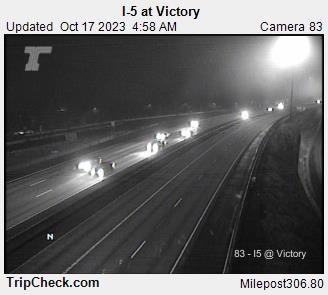 I-5 at Victory
Updated Oct 17 2023 4:58 AM Camera 83
T
N
83 - I5 @ Victory
TripCheck.com Milepost306.80